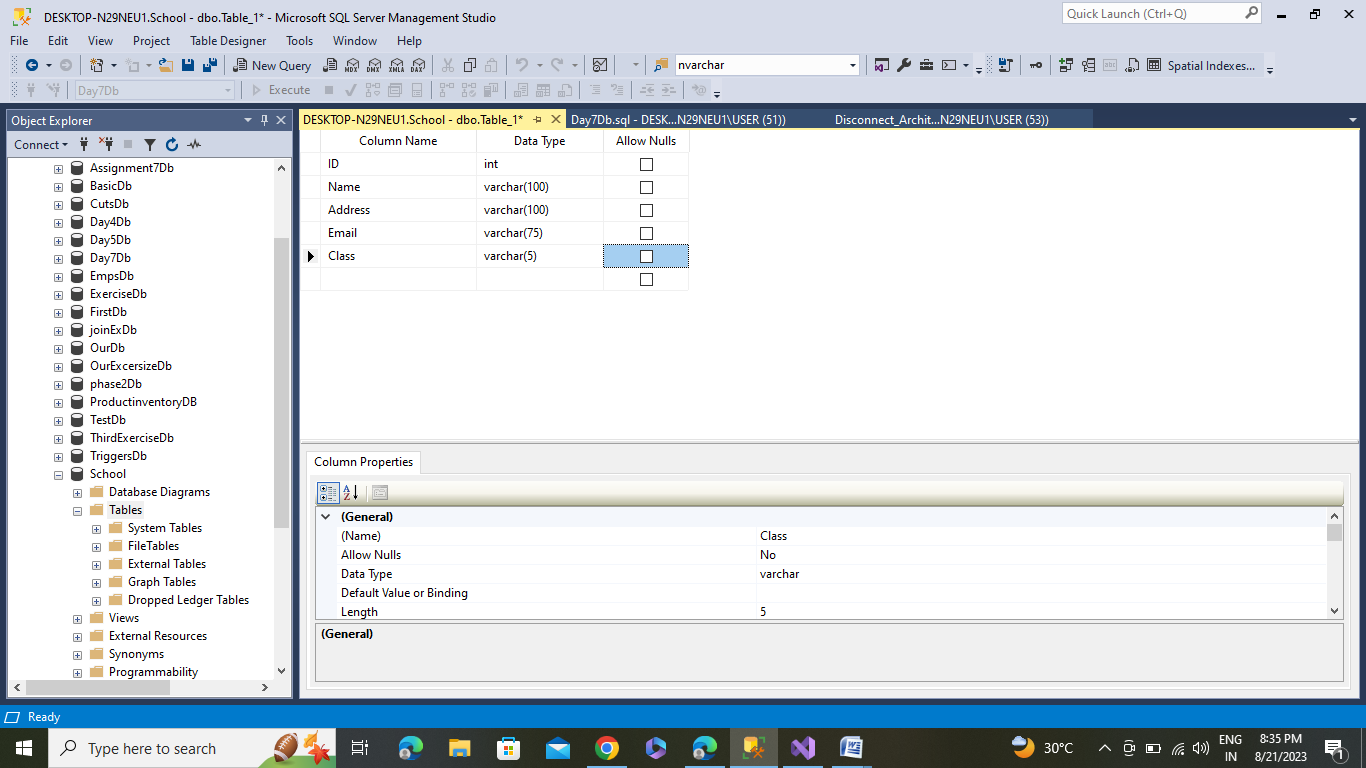 DESKTOP-N29NEU1.School - dbo.Table_1* - Microsoft SQL Server Management Studio
Quick Launch (Ctrl+Q)
File Edit View Project Table Designer Tools Window Help
New Query MDX DMX XMLA DAX nvarchar Spatial Indexes...
Day7Db Execute
Object Explorer
DESKTOP-N29NEU1.School - dbo.Table_1* Day7Db.sql - DESK...N29NEU1\USER (51)) Disconnect_Archit...N29NEU1\USER (53))
Connect
Assignment7Db
BasicDb
CutsDb
Day4Db
Day5Db
Day7Db
EmpsDb
ExerciseDb
FirstDb
joinExDb
OurDb
OurExcersizeDb
phase2Db
ProductinventoryDB
TestDb
ThirdExerciseDb
TriggersDb
School
Database Diagrams
Tables
System Tables
FileTables
External Tables
Graph Tables
Dropped Ledger Tables
Views
External Resources
Synonyms
Programmability
Column Name Data Type Allow Nulls
ID int
Name varchar(100)
Address varchar(100)
Email varchar(75)
Class varchar(5)
Column Properties
A
Z
(General)
(Name) Class
Allow Nulls No
Data Type varchar
Default Value or Binding
Length 5
(General)
Ready
Type here to search
30°C
ENG
IN
8:35 PM
8/21/2023
1